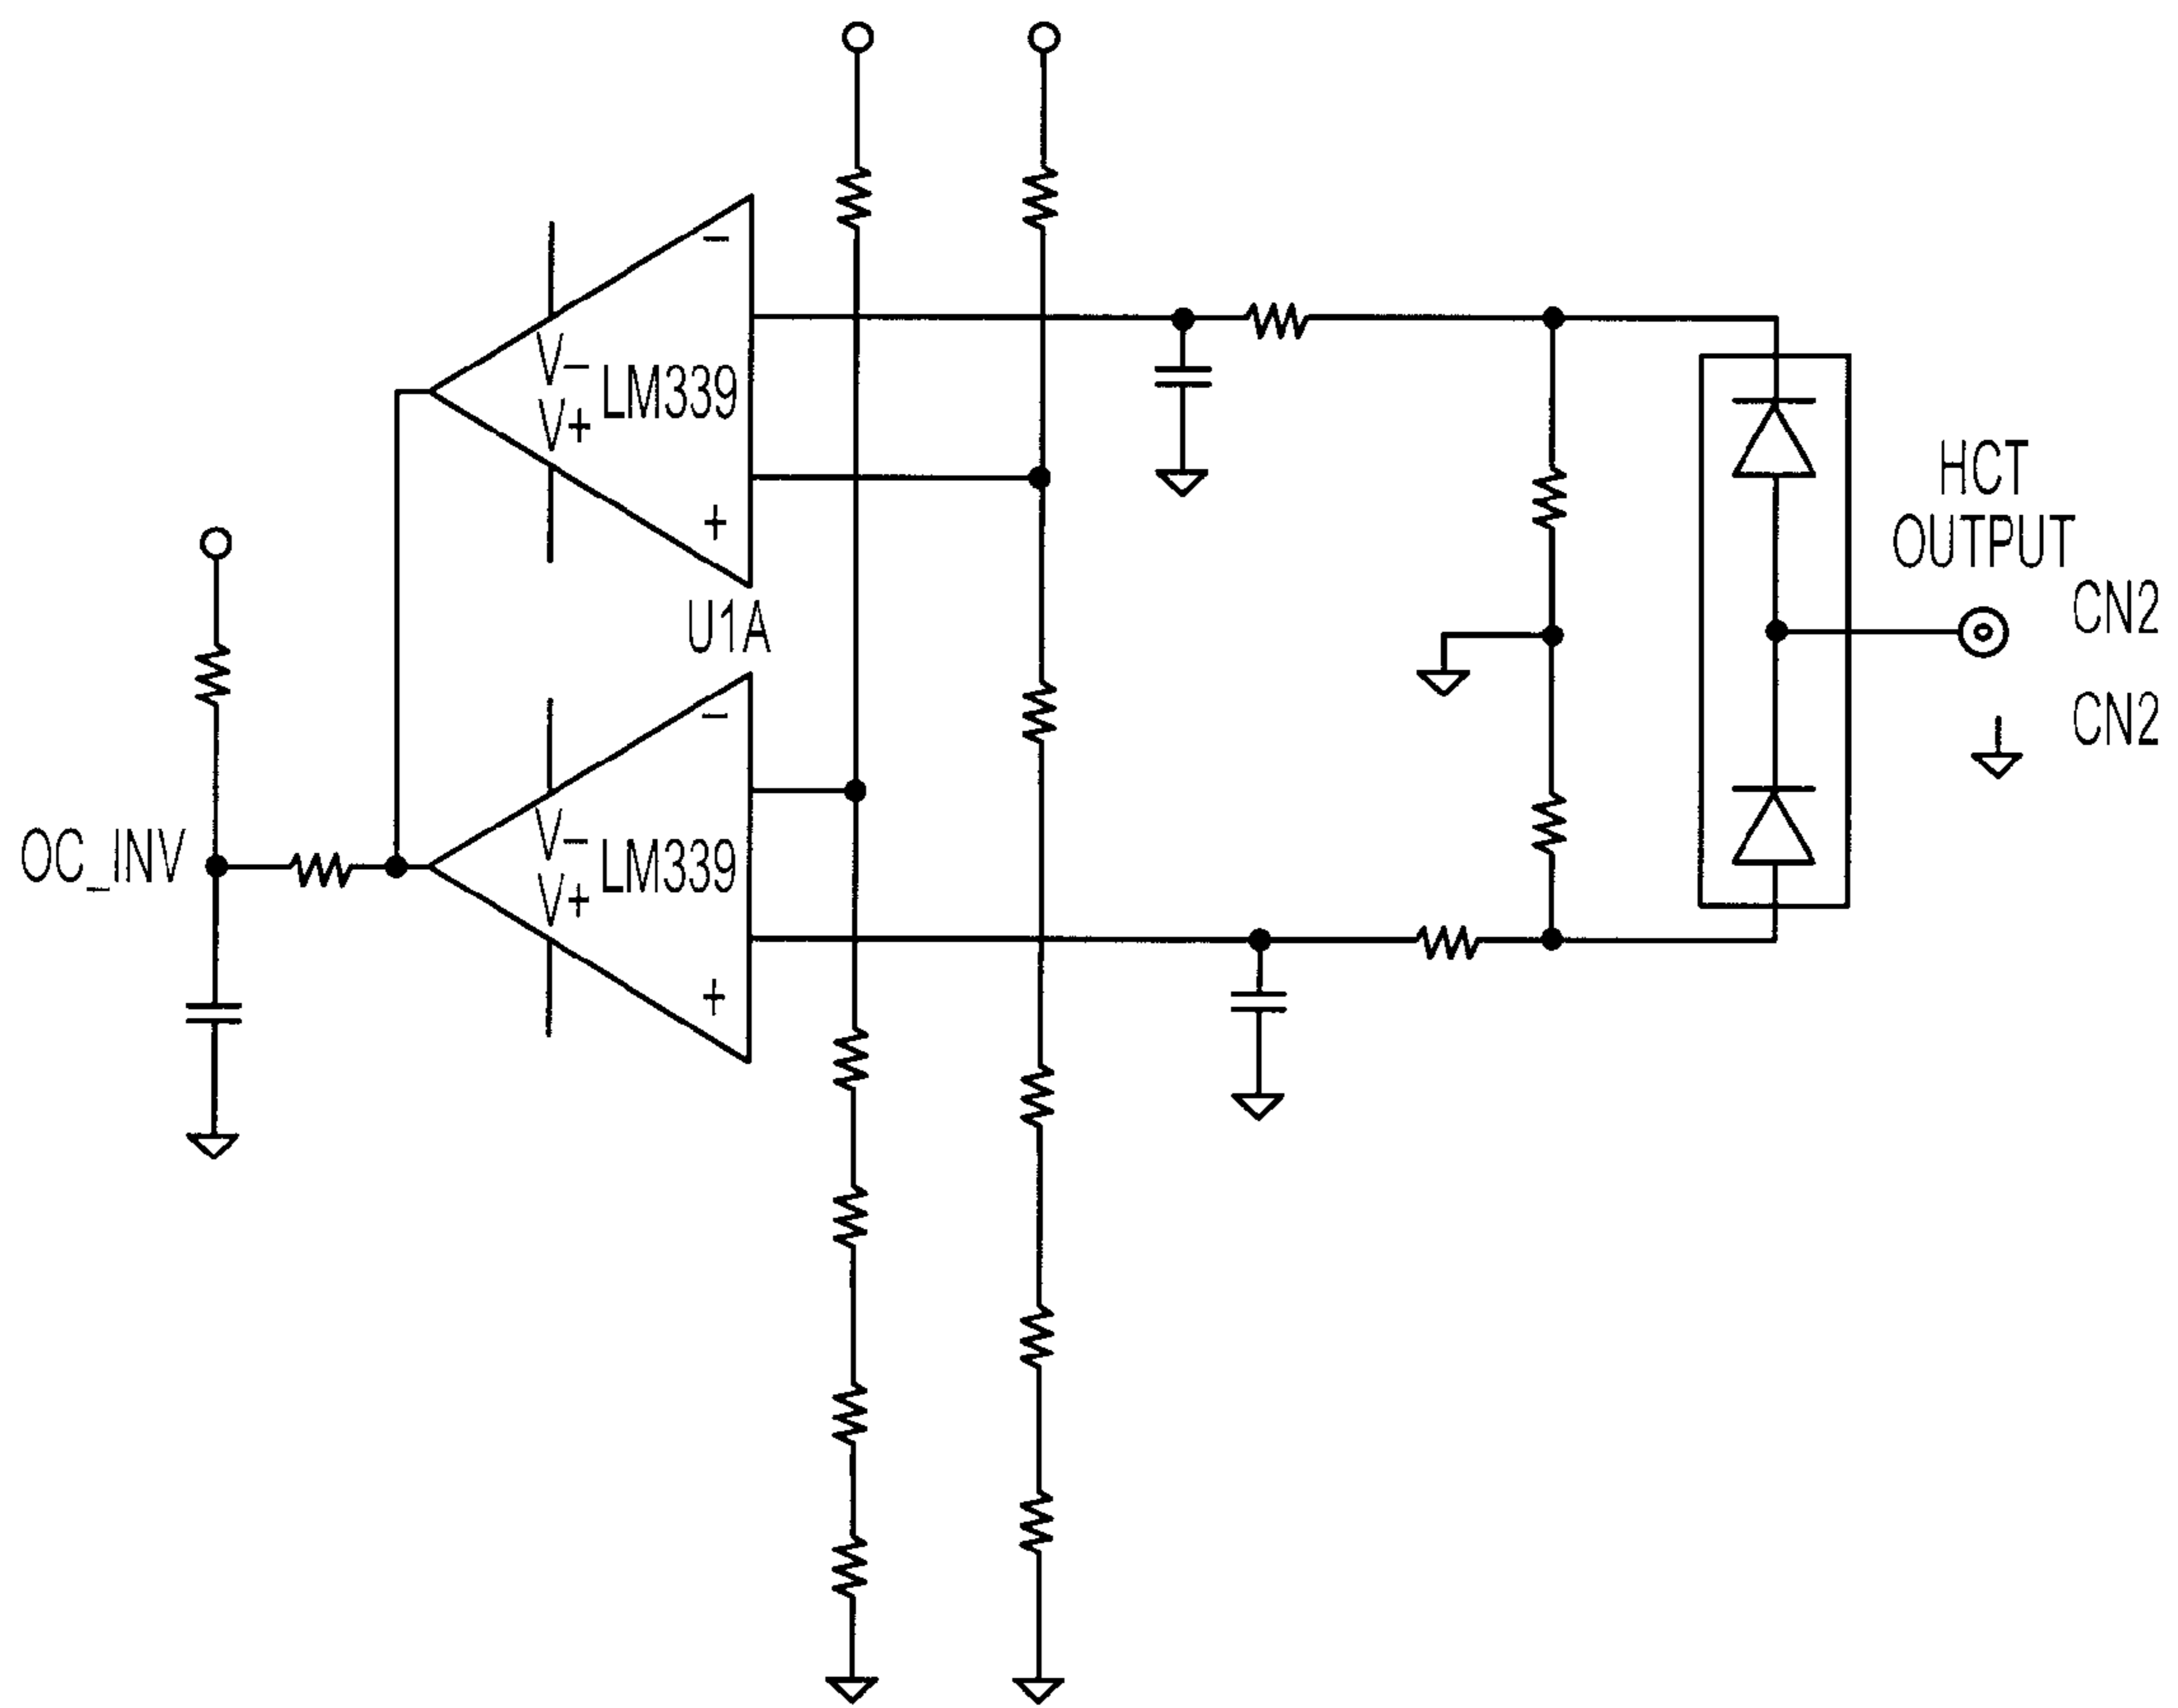 −
V−
LM339
V+
+
U1A
HCT
OUTPUT
CN2
CN2
−
V−
LM339
V+
+
OC_INV